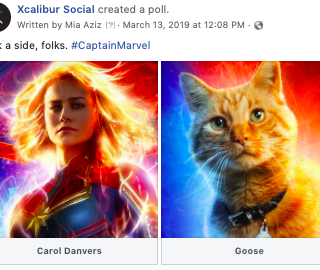 Xcalibur Social created a poll.
Written by Mia Aziz [?] · March 13, 2019 at 12:08 PM ·
a side, folks. #CaptainMarvel
Carol Danvers
Goose